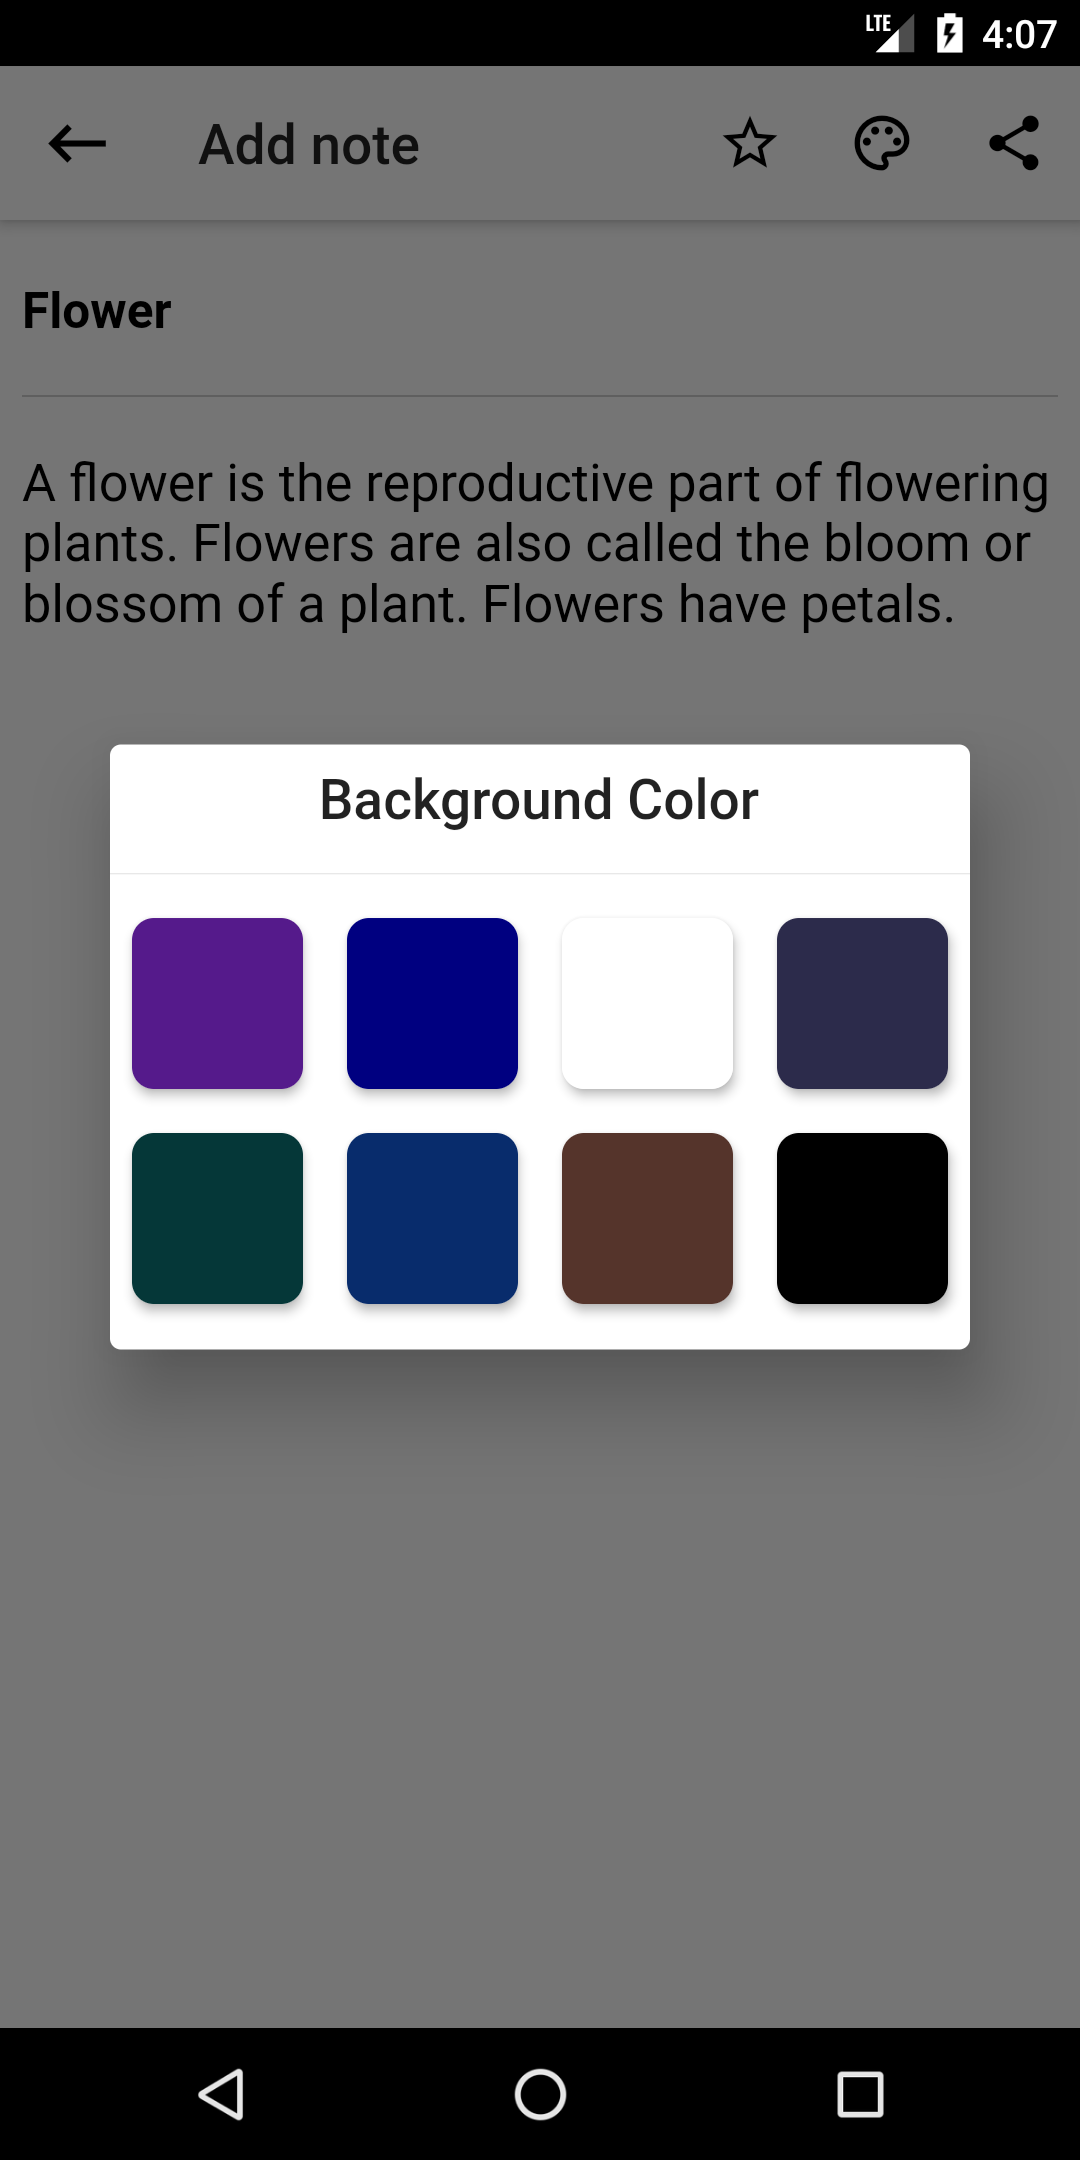 LTE 4:07
Add note
Flower
A flower is the reproductive part of flowering
plants. Flowers are also called the bloom or
blossom of a plant. Flowers have petals.
Background Color